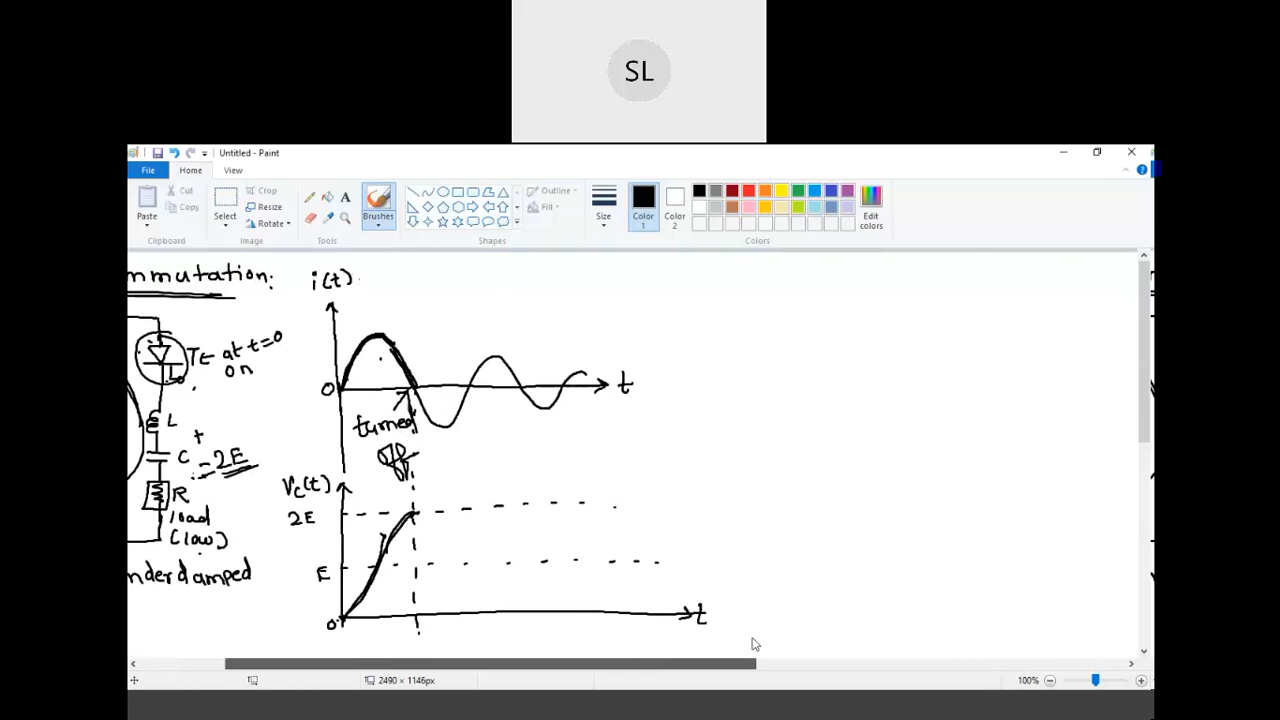 SL
Untitled - Paint
File Home View
Paste
Cut
Copy
Clipboard
Select
Crop
Resize
Rotate
Image
Tools
Brushes
Shapes
Outline
Fill
Size
Color 1
Color 2
Edit colors
Colors
mmutation:
T ← at t=0
on
L
+
C
- 2E
R
load
(low)
nderdamped
i(t)
0
t
turned
off
Vc(t)
2E
E
0
t
2490 × 1146px
100%